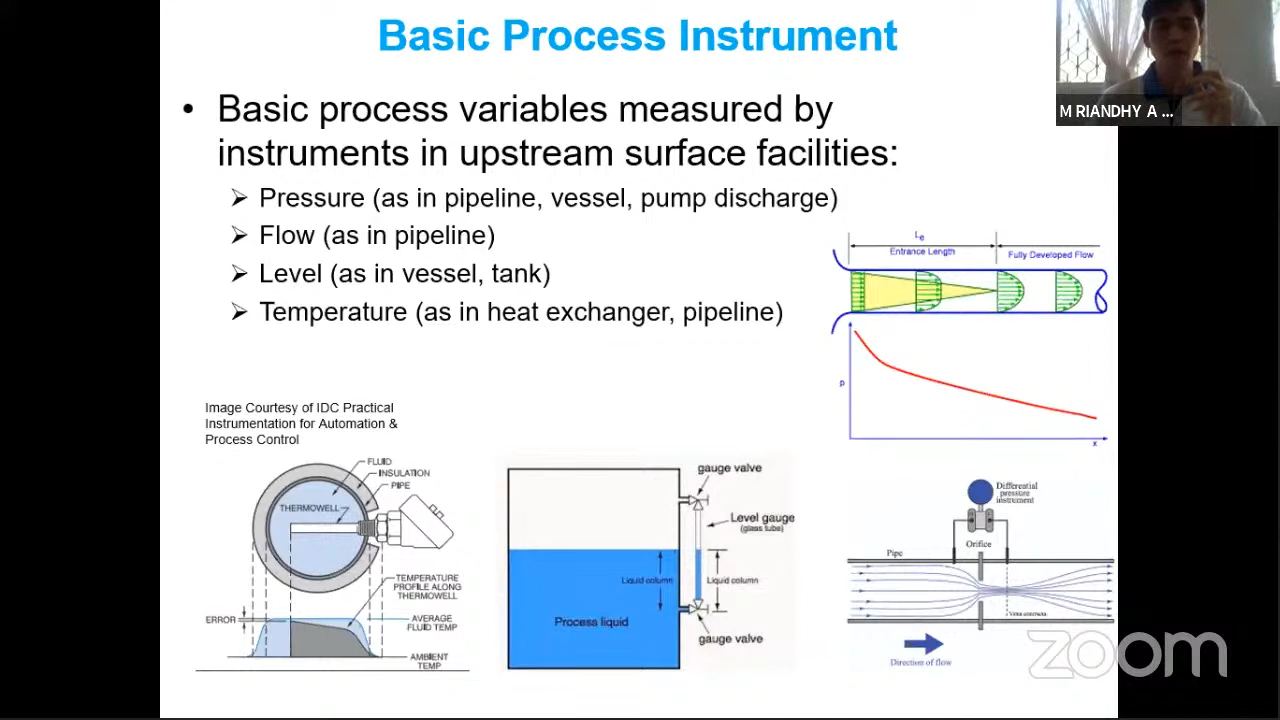 Basic Process Instrument
M RIANDHY A ...
• Basic process variables measured by
instruments in upstream surface facilities:
➢ Pressure (as in pipeline, vessel, pump discharge)
➢ Flow (as in pipeline)
➢ Level (as in vessel, tank)
➢ Temperature (as in heat exchanger, pipeline)
Le
Entrance Length
Fully Developed Flow
p
x
Image Courtesy of IDC Practical
Instrumentation for Automation &
Process Control
FLUID
INSULATION
PIPE
THERMOWELL
TEMPERATURE
PROFILE ALONG
THERMOWELL
ERROR
AVERAGE
FLUID TEMP
AMBIENT
TEMP
gauge valve
Level gauge
(glass tube)
Liquid column
Liquid column
Process liquid
gauge valve
Differential
pressure
instrument
Orifice
Pipe
Vena contracta
Direction of flow
zoom